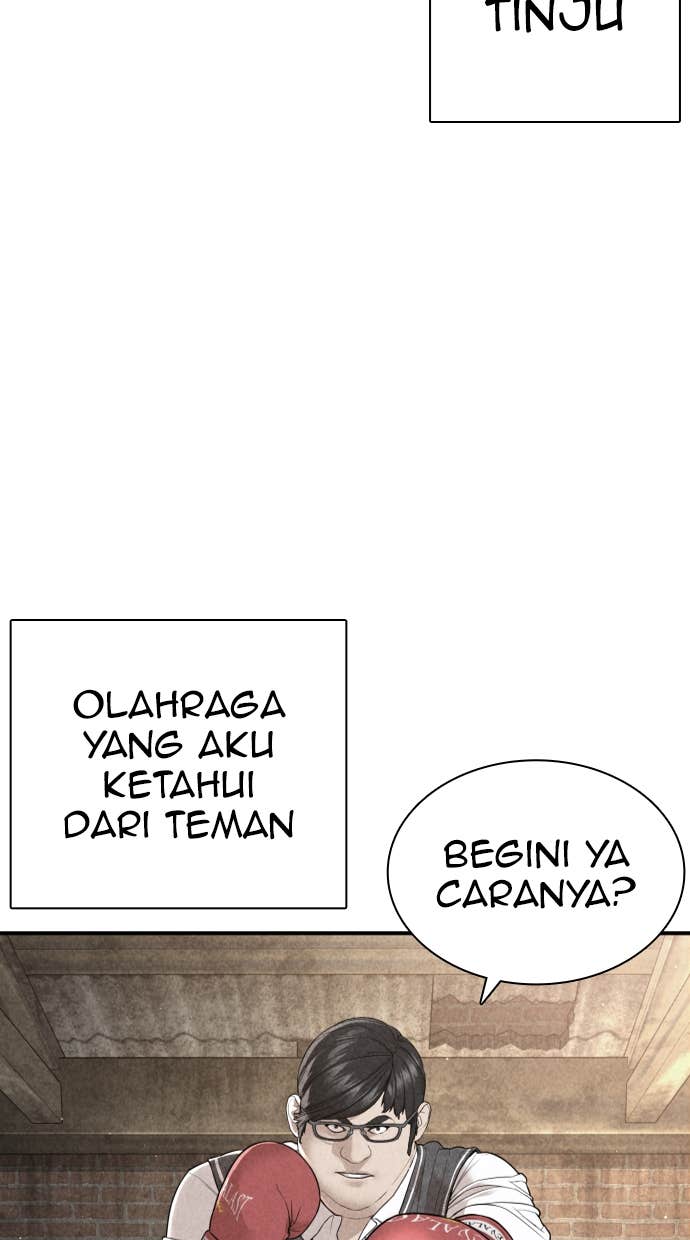 TINJU
OLAHRAGA
YANG AKU
KETAHUI
DARI TEMAN
BEGINI YA
CARANYA?